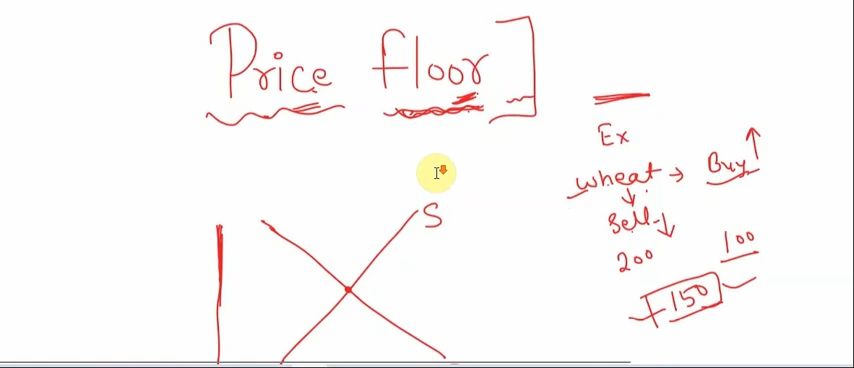 Price floor
Ex
wheat → Buy ↑
↓
Sell ↓
200 100
150
S